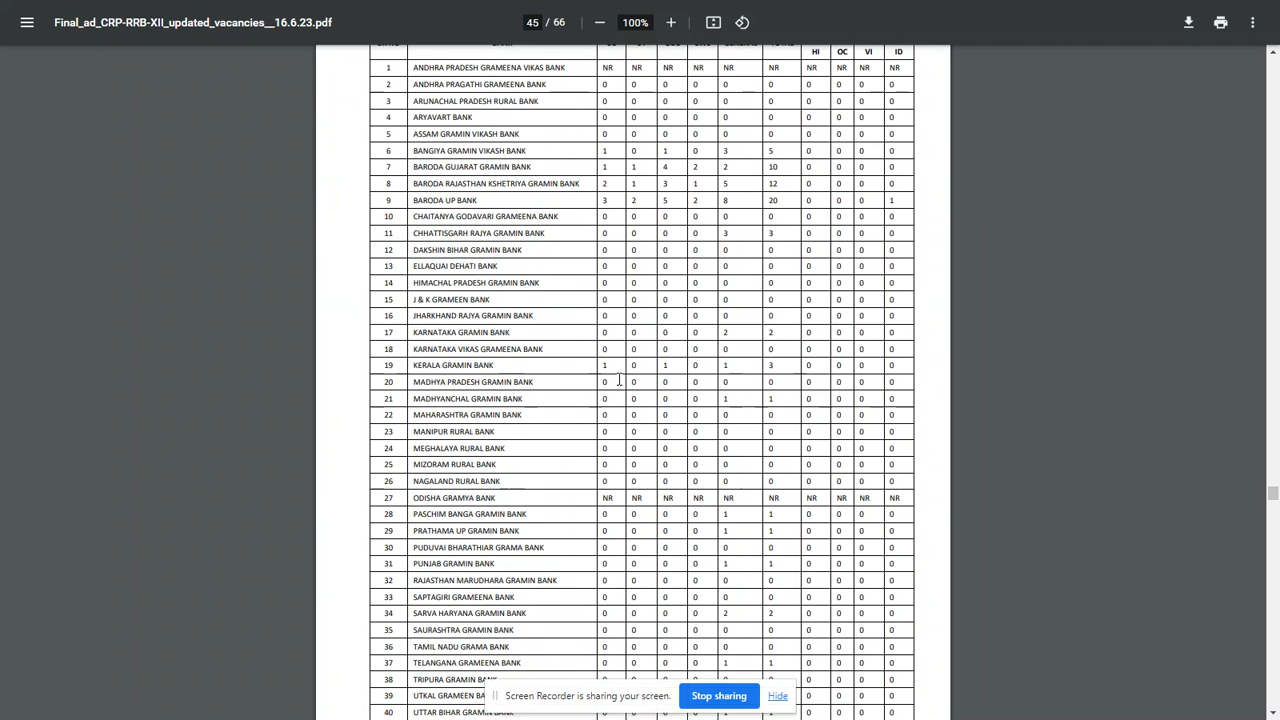 Final_ad_CRP-RRB-XII_updated_vacancies__16.6.23.pdf 45 / 66 100%
HI OC VI ID
1 ANDHRA PRADESH GRAMEENA VIKAS BANK NR NR NR NR NR NR NR NR NR NR
2 ANDHRA PRAGATHI GRAMEENA BANK 0 0 0 0 0 0 0 0 0 0
3 ARUNACHAL PRADESH RURAL BANK 0 0 0 0 0 0 0 0 0 0
4 ARYAVART BANK 0 0 0 0 0 0 0 0 0 0
5 ASSAM GRAMIN VIKASH BANK 0 0 0 0 0 0 0 0 0 0
6 BANGIYA GRAMIN VIKASH BANK 1 0 1 0 3 5 0 0 0 0
7 BARODA GUJARAT GRAMIN BANK 1 1 4 2 2 10 0 0 0 0
8 BARODA RAJASTHAN KSHETRIYA GRAMIN BANK 2 1 3 1 5 12 0 0 0 0
9 BARODA UP BANK 3 2 5 2 8 20 0 0 0 1
10 CHAITANYA GODAVARI GRAMEENA BANK 0 0 0 0 0 0 0 0 0 0
11 CHHATTISGARH RAJYA GRAMIN BANK 0 0 0 0 3 3 0 0 0 0
12 DAKSHIN BIHAR GRAMIN BANK 0 0 0 0 0 0 0 0 0 0
13 ELLAQUAI DEHATI BANK 0 0 0 0 0 0 0 0 0 0
14 HIMACHAL PRADESH GRAMIN BANK 0 0 0 0 0 0 0 0 0 0
15 J & K GRAMEEN BANK 0 0 0 0 0 0 0 0 0 0
16 JHARKHAND RAJYA GRAMIN BANK 0 0 0 0 0 0 0 0 0 0
17 KARNATAKA GRAMIN BANK 0 0 0 0 2 2 0 0 0 0
18 KARNATAKA VIKAS GRAMEENA BANK 0 0 0 0 0 0 0 0 0 0
19 KERALA GRAMIN BANK 1 0 1 0 1 3 0 0 0 0
20 MADHYA PRADESH GRAMIN BANK 0 0 0 0 0 0 0 0 0 0
21 MADHYANCHAL GRAMIN BANK 0 0 0 0 1 1 0 0 0 0
22 MAHARASHTRA GRAMIN BANK 0 0 0 0 0 0 0 0 0 0
23 MANIPUR RURAL BANK 0 0 0 0 0 0 0 0 0 0
24 MEGHALAYA RURAL BANK 0 0 0 0 0 0 0 0 0 0
25 MIZORAM RURAL BANK 0 0 0 0 0 0 0 0 0 0
26 NAGALAND RURAL BANK 0 0 0 0 0 0 0 0 0 0
27 ODISHA GRAMYA BANK NR NR NR NR NR NR NR NR NR NR
28 PASCHIM BANGA GRAMIN BANK 0 0 0 0 1 1 0 0 0 0
29 PRATHAMA UP GRAMIN BANK 0 0 0 0 1 1 0 0 0 0
30 PUDUVAI BHARATHIAR GRAMA BANK 0 0 0 0 0 0 0 0 0 0
31 PUNJAB GRAMIN BANK 0 0 0 0 1 1 0 0 0 0
32 RAJASTHAN MARUDHARA GRAMIN BANK 0 0 0 0 0 0 0 0 0 0
33 SAPTAGIRI GRAMEENA BANK 0 0 0 0 0 0 0 0 0 0
34 SARVA HARYANA GRAMIN BANK 0 0 0 0 2 2 0 0 0 0
35 SAURASHTRA GRAMIN BANK 0 0 0 0 0 0 0 0 0 0
36 TAMIL NADU GRAMA BANK 0 0 0 0 0 0 0 0 0 0
37 TELANGANA GRAMEENA BANK 0 0 0 0 1 1 0 0 0 0
38 TRIPURA GRAMIN BAN 0 0
39 UTKAL GRAMEEN BA 0 0
40 UTTAR BIHAR GRAMIN 0 0
Screen Recorder is sharing your screen. Stop sharing Hide